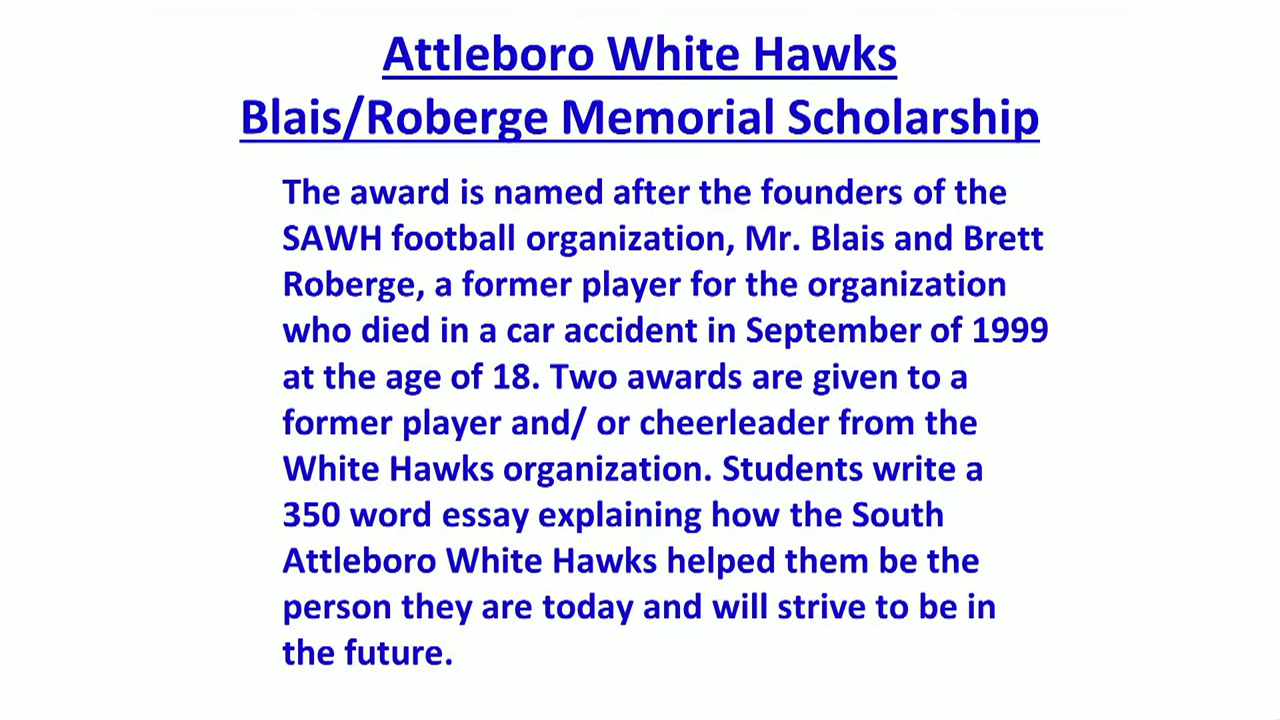 Attleboro White Hawks
Blais/Roberge Memorial Scholarship
The award is named after the founders of the
SAWH football organization, Mr. Blais and Brett
Roberge, a former player for the organization
who died in a car accident in September of 1999
at the age of 18. Two awards are given to a
former player and/ or cheerleader from the
White Hawks organization. Students write a
350 word essay explaining how the South
Attleboro White Hawks helped them be the
person they are today and will strive to be in
the future.